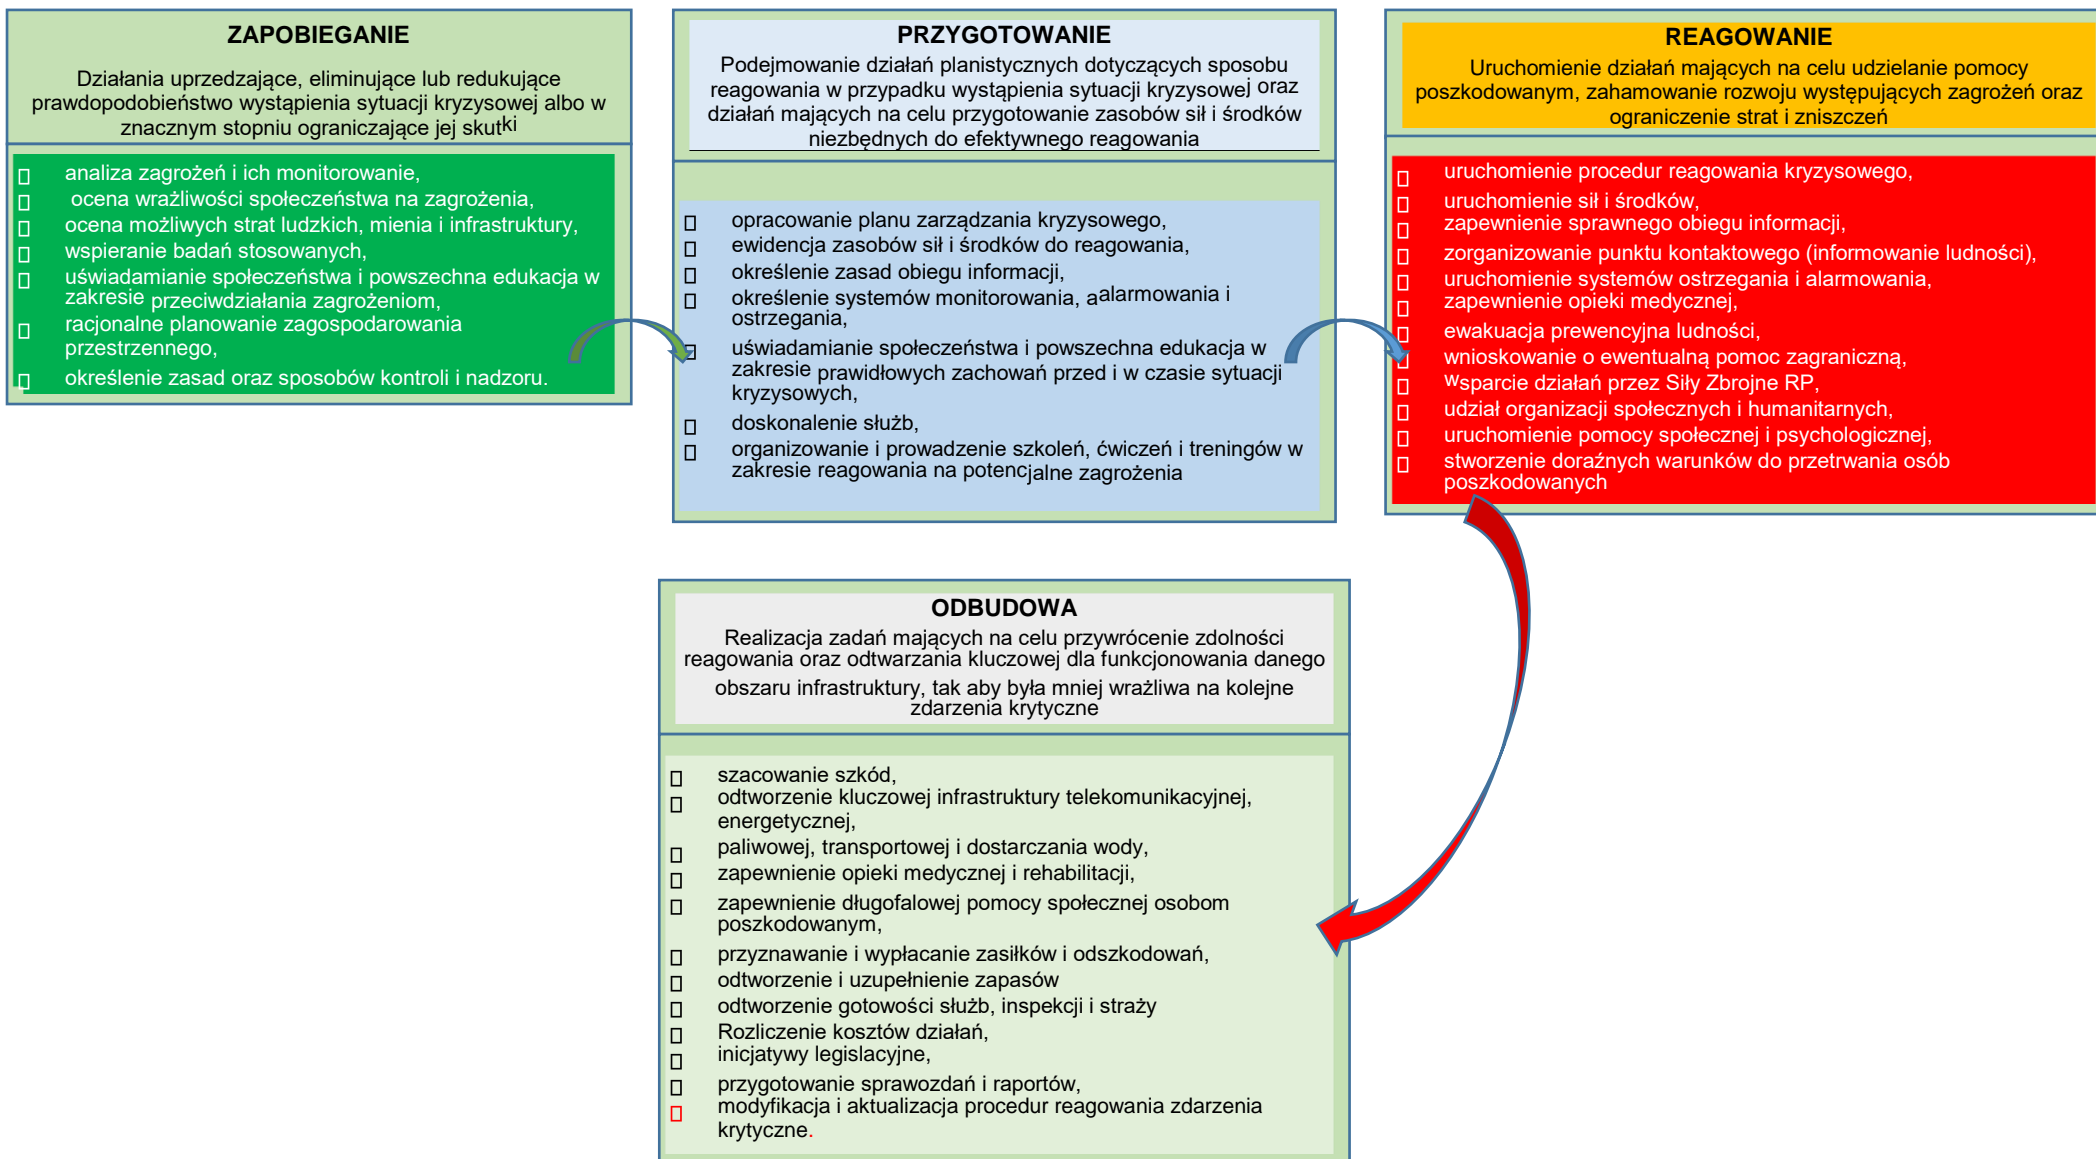 ZAPOBIEGANIE
Działania uprzedzające, eliminujące lub redukujące
prawdopodobieństwo wystąpienia sytuacji kryzysowej albo w
znacznym stopniu ograniczające jej skutki
analiza zagrożeń i ich monitorowanie,
ocena wrażliwości społeczeństwa na zagrożenia,
ocena możliwych strat ludzkich, mienia i infrastruktury,
wspieranie badań stosowanych,
uświadamianie społeczeństwa i powszechna edukacja w
zakresie przeciwdziałania zagrożeniom,
racjonalne planowanie zagospodarowania
przestrzennego,
określenie zasad oraz sposobów kontroli i nadzoru.
PRZYGOTOWANIE
Podejmowanie działań planistycznych dotyczących sposobu
reagowania w przypadku wystąpienia sytuacji kryzysowej oraz
działań mających na celu przygotowanie zasobów sił i środków
niezbędnych do efektywnego reagowania
opracowanie planu zarządzania kryzysowego,
ewidencja zasobów sił i środków do reagowania,
określenie zasad obiegu informacji,
określenie systemów monitorowania, aalarmowania i
ostrzegania,
uświadamianie społeczeństwa i powszechna edukacja w
zakresie prawidłowych zachowań przed i w czasie sytuacji
kryzysowych,
doskonalenie służb,
organizowanie i prowadzenie szkoleń, ćwiczeń i treningów w
zakresie reagowania na potencjalne zagrożenia
REAGOWANIE
Uruchomienie działań mających na celu udzielanie pomocy
poszkodowanym, zahamowanie rozwoju występujących zagrożeń oraz
ograniczenie strat i zniszczeń
uruchomienie procedur reagowania kryzysowego,
uruchomienie sił i środków,
zapewnienie sprawnego obiegu informacji,
zorganizowanie punktu kontaktowego (informowanie ludności),
uruchomienie systemów ostrzegania i alarmowania,
zapewnienie opieki medycznej,
ewakuacja prewencyjna ludności,
wnioskowanie o ewentualną pomoc zagraniczną,
wsparcie działań przez Siły Zbrojne RP,
udział organizacji społecznych i humanitarnych,
uruchomienie pomocy społecznej i psychologicznej,
stworzenie doraźnych warunków do przetrwania osób
poszkodowanych
ODBUDOWA
Realizacja zadań mających na celu przywrócenie zdolności
reagowania oraz odtwarzania kluczowej dla funkcjonowania danego
obszaru infrastruktury, tak aby była mniej wrażliwa na kolejne
zdarzenia krytyczne
szacowanie szkód,
odtworzenie kluczowej infrastruktury telekomunikacyjnej,
energetycznej,
paliwowej, transportowej i dostarczania wody,
zapewnienie opieki medycznej i rehabilitacji,
zapewnienie długofalowej pomocy społecznej osobom
poszkodowanym,
przyznawanie i wypłacanie zasiłków i odszkodowań,
odtworzenie i uzupełnienie zapasów
odtworzenie gotowości służb, inspekcji i straży
Rozliczenie kosztów działań,
inicjatywy legislacyjne,
przygotowanie sprawozdań i raportów,
modyfikacja i aktualizacja procedur reagowania zdarzenia
krytyczne.